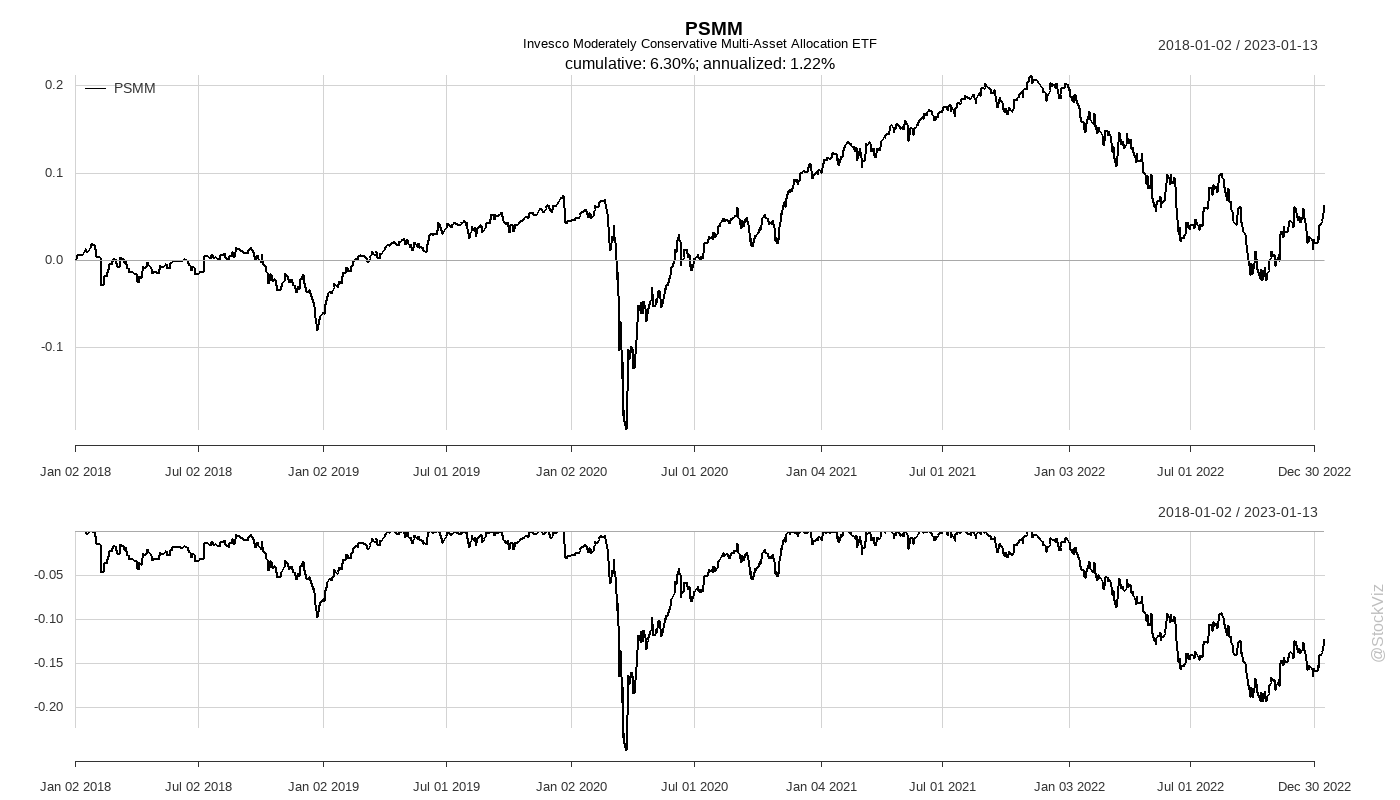 PSMM
Invesco Moderately Conservative Multi-Asset Allocation ETF
cumulative: 6.30%; annualized: 1.22%
2018-01-02 / 2023-01-13
PSMM
0.2
0.1
0.0
-0.1
Jan 02 2018 Jul 02 2018 Jan 02 2019 Jul 01 2019 Jan 02 2020 Jul 01 2020 Jan 04 2021 Jul 01 2021 Jan 03 2022 Jul 01 2022 Dec 30 2022
2018-01-02 / 2023-01-13
-0.05
-0.10
-0.15
-0.20
Jan 02 2018 Jul 02 2018 Jan 02 2019 Jul 01 2019 Jan 02 2020 Jul 01 2020 Jan 04 2021 Jul 01 2021 Jan 03 2022 Jul 01 2022 Dec 30 2022
@StockViz